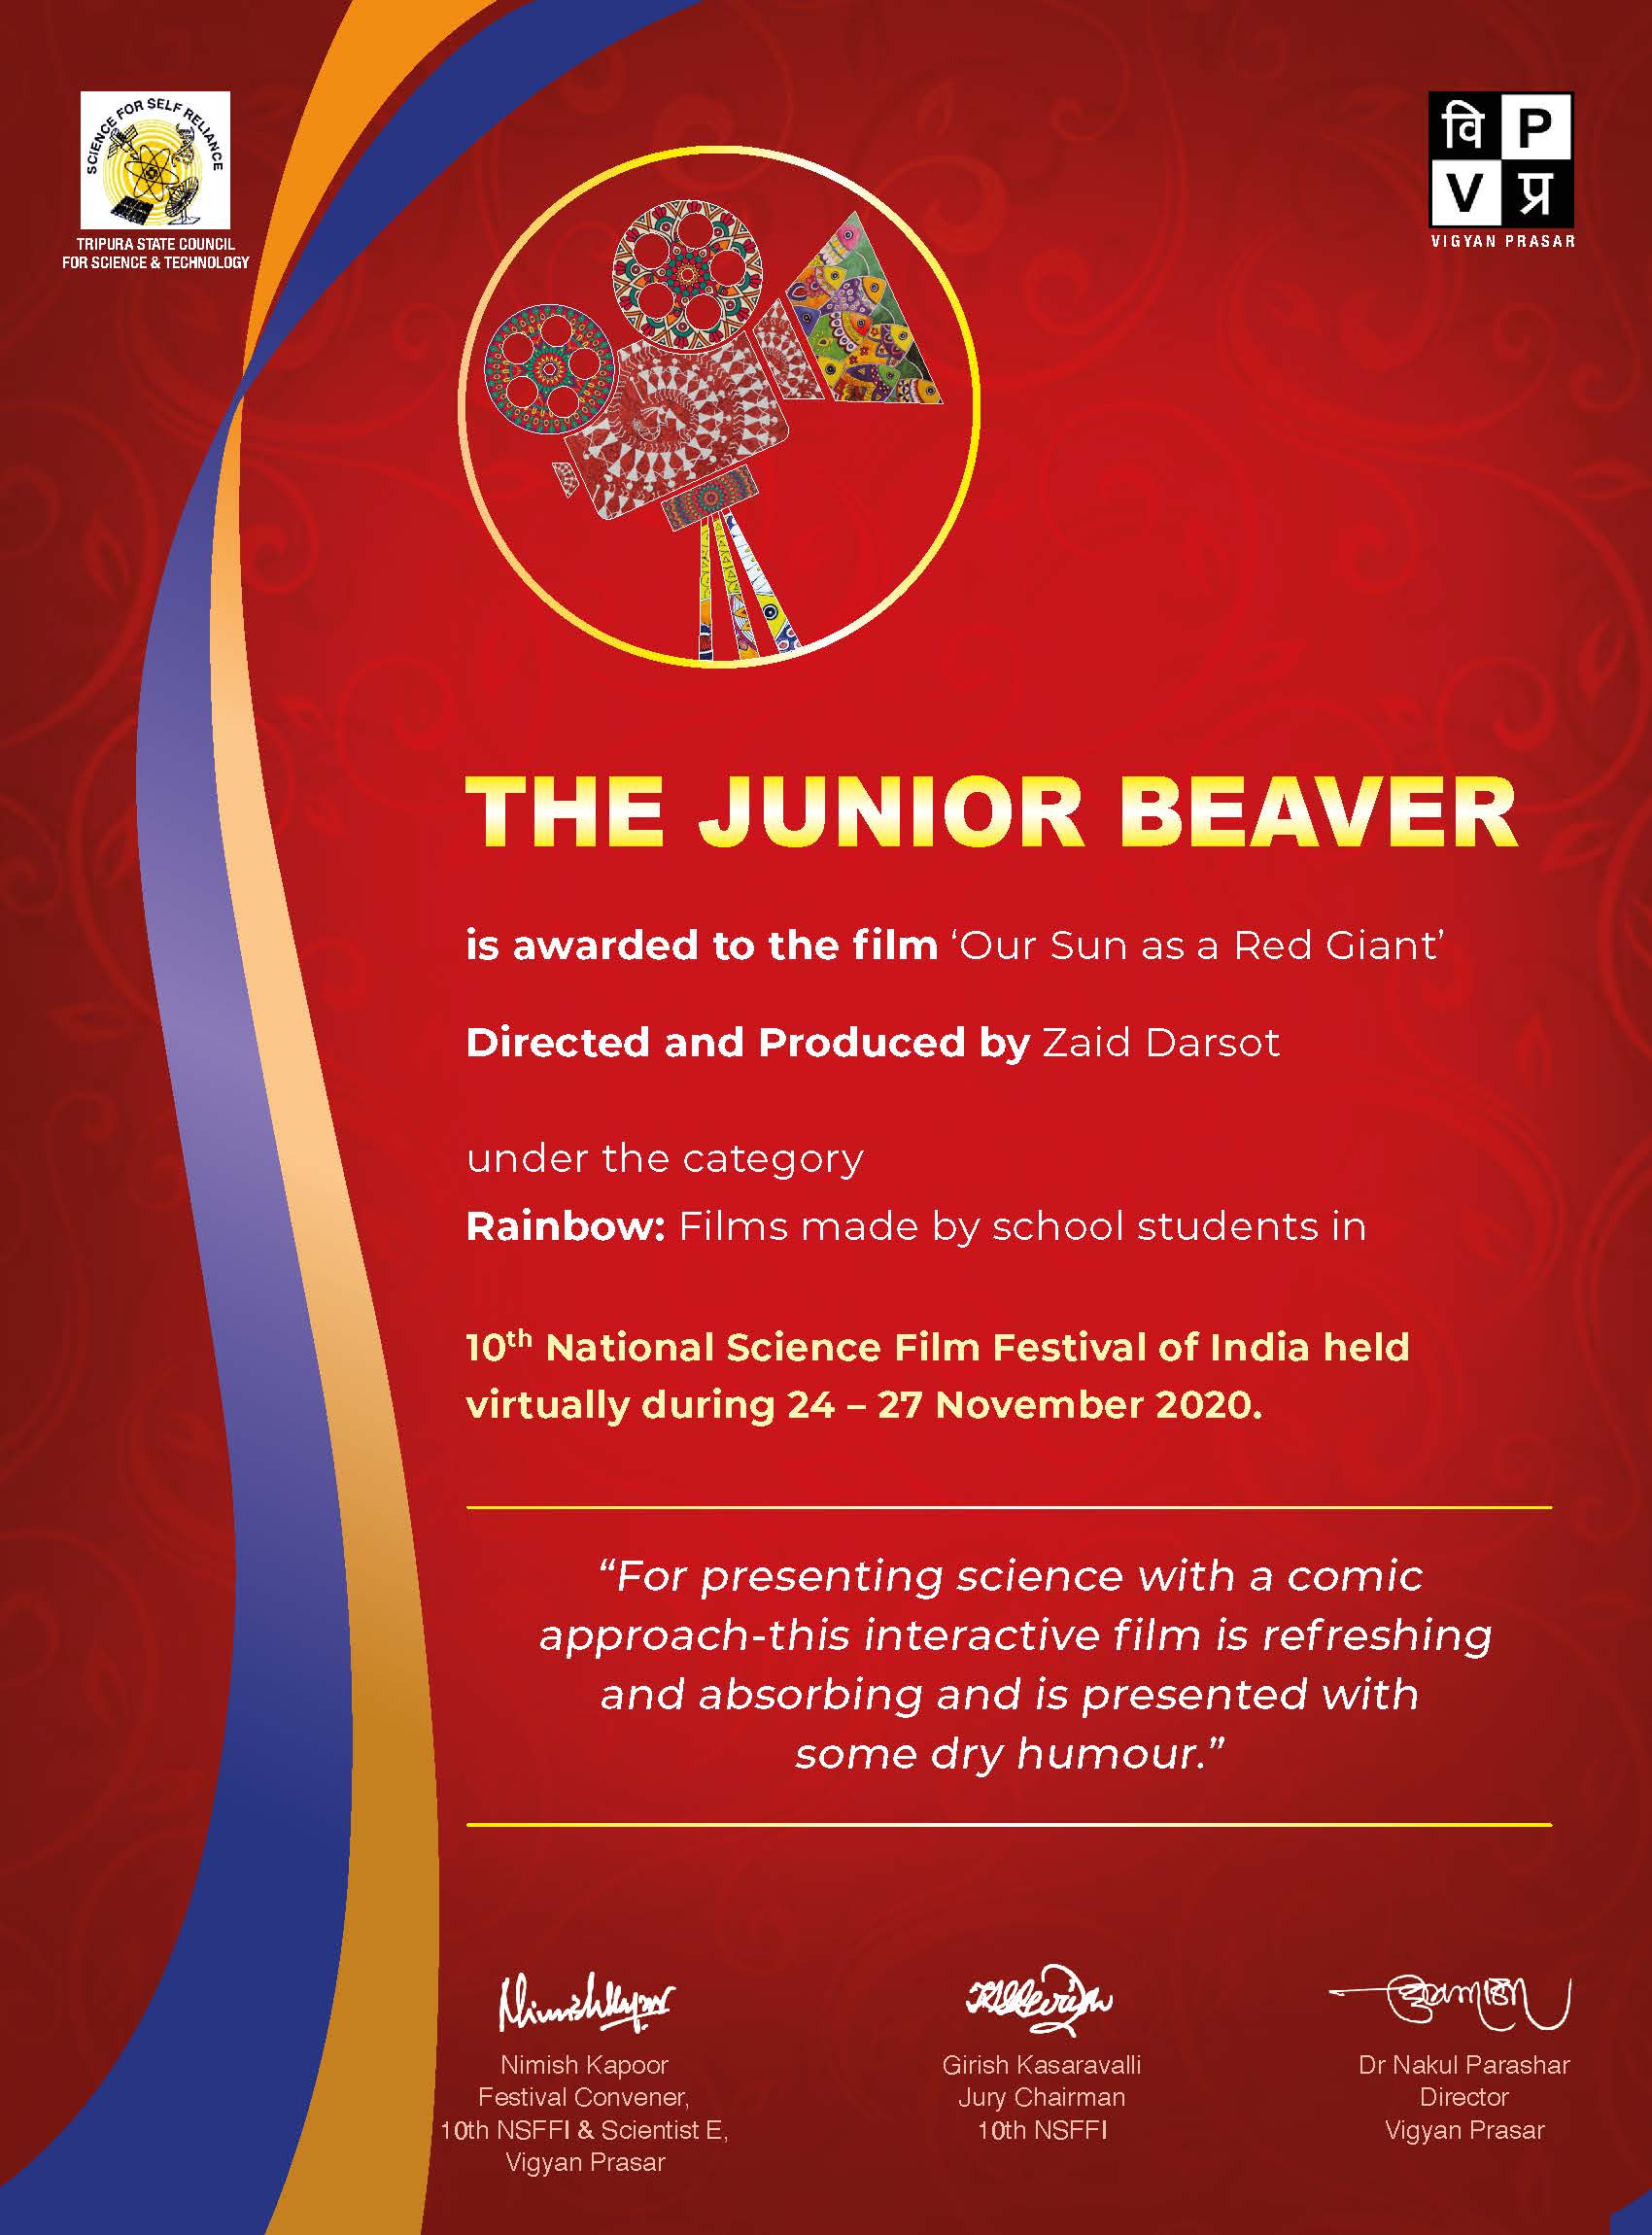 SCIENCE FOR SELF RELIANCE
TRIPURA STATE COUNCIL
FOR SCIENCE & TECHNOLOGY
वि P
V प्र
VIGYAN PRASAR
THE JUNIOR BEAVER
is awarded to the film ‘Our Sun as a Red Giant’
Directed and Produced by Zaid Darsot
under the category
Rainbow: Films made by school students in
10th National Science Film Festival of India held
virtually during 24 – 27 November 2020.
“For presenting science with a comic
approach-this interactive film is refreshing
and absorbing and is presented with
some dry humour.”
Nimish Kapoor
Festival Convener,
10th NSFFI & Scientist E,
Vigyan Prasar
Girish Kasaravalli
Jury Chairman
10th NSFFI
Dr Nakul Parashar
Director
Vigyan Prasar